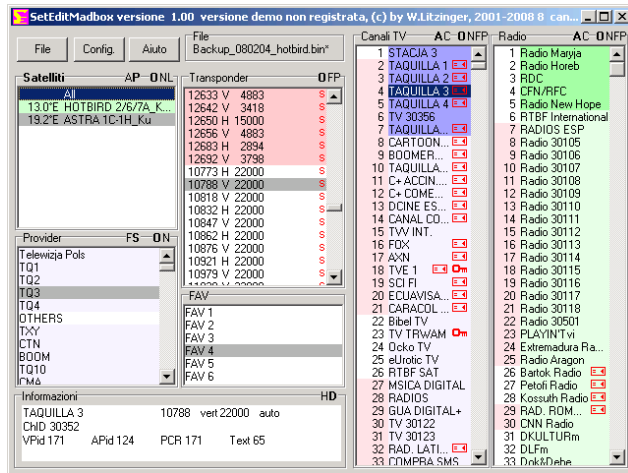 SetEditMadbox versione 1.00 versione demo non registrata, (c) by W.Litzinger, 2001-2008 8 can...
File
Config.
Aiuto
File
Backup_080204_hotbird.bin*
Satelliti AP ONL
All
13.0°E HOTBIRD 2/6/7A_K...
19.2°E ASTRA 1C-1H_Ku
Transponder OFP
12633 V 4883 S
12642 V 3418 S
12650 H 15000 S
12656 V 4883 S
12683 H 2894 S
12692 V 3798 S
10773 H 22000 S
10788 V 22000 S
10818 V 22000 S
10832 H 22000 S
10847 V 22000 S
10862 H 22000 S
10876 V 22000 S
10921 H 22000 S
10979 V 22000 S
Provider FS ON
Telewizja Pols
TQ1
TQ2
TQ3
TQ4
OTHERS
TXY
CTN
BOOM
TQ10
CMA
FAV
FAV 1
FAV 2
FAV 3
FAV 4
FAV 5
FAV 6
Informazioni HD
TAQUILLA 3 10788 vert 22000 auto
ChID 30352
VPid 171 APid 124 PCR 171 Text 65
Canali TV AC ONFP
1 STACJA 3
2 TAQUILLA 1
3 TAQUILLA 2
4 TAQUILLA 3
5 TAQUILLA 4
6 TV 30356
7 TAQUILLA...
8 CARTOON...
9 BOOMER...
10 TAQUILL...
11 C+ ACCIN....
12 C+ COME...
13 DCINE ES...
14 CANAL CO...
15 TVV INT.
16 FOX
17 AXN
18 TVE 1
19 SCI FI
20 ECUAVISA...
21 CARACOL ...
22 Bibel TV
23 TV TRWAM
24 Ocko TV
25 eUrotic TV
26 RTBF SAT
27 MSICA DIGITAL
28 RADIOS
29 GUA DIGITAL+
30 TV 30122
31 TV 30123
32 RAD. LATI...
33 COMPRA SMS
Radio AC ONFP
1 Radio Maryja
2 Radio Horeb
3 RDC
4 CFN/RFC
5 Radio New Hope
6 RTBF International
7 RADIOS ESP
8 Radio 30105
9 Radio 30106
10 Radio 30107
11 Radio 30108
12 Radio 30109
13 Radio 30110
14 Radio 30111
15 Radio 30112
16 Radio 30113
17 Radio 30114
18 Radio 30115
19 Radio 30116
20 Radio 30117
21 Radio 30118
22 Radio 30501
23 PLAYIN'Tvi
24 Extremadura Ra...
25 Radio Aragon
26 Bartok Radio
27 Petofi Radio
28 Kossuth Radio
29 RAD. ROM...
30 CNN Radio
31 DKULTURm
32 DLFm
33 Dok&Debe